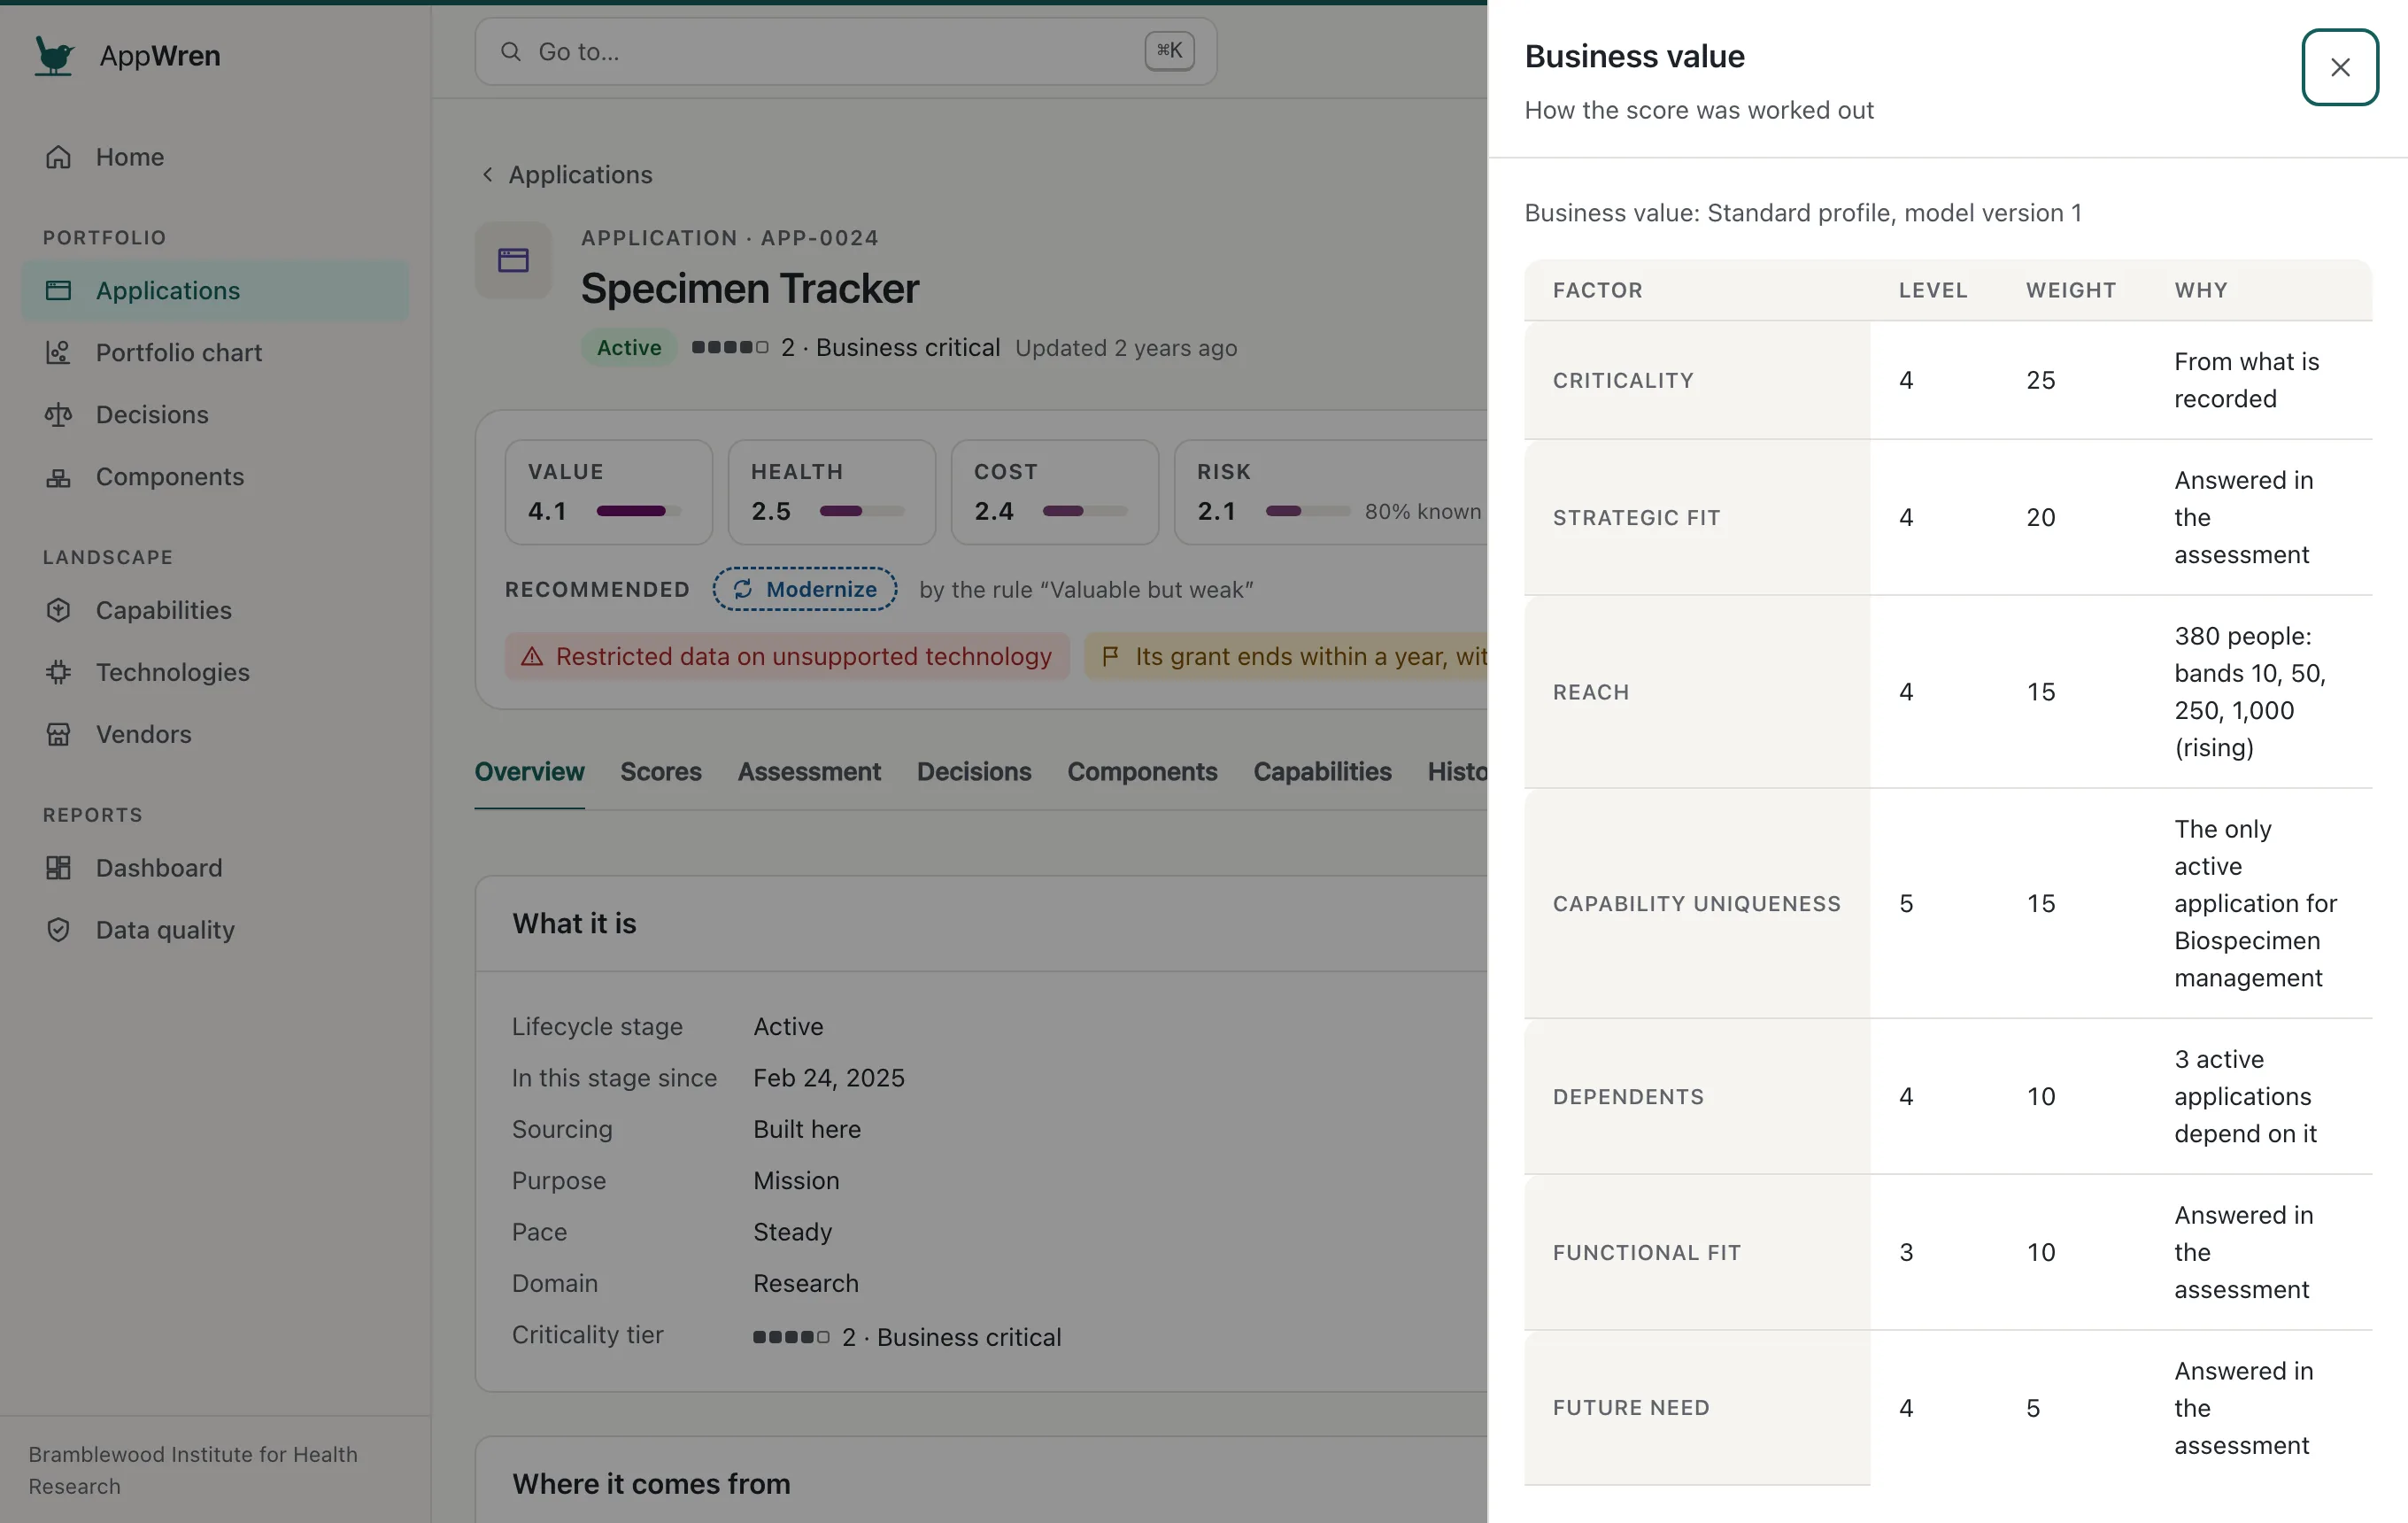 AppWren
Go to...
⌘K
Home
PORTFOLIO
Applications
Portfolio chart
Decisions
Components
LANDSCAPE
Capabilities
Technologies
Vendors
REPORTS
Dashboard
Data quality
Bramblewood Institute for Health
Research
Applications
APPLICATION · APP-0024
Specimen Tracker
Active 2 · Business critical Updated 2 years ago
VALUE HEALTH COST RISK
4.1 2.5 2.4 2.1 80% known
RECOMMENDED Modernize by the rule “Valuable but weak”
Restricted data on unsupported technology Its grant ends within a year, wit
Overview Scores Assessment Decisions Components Capabilities Histo
What it is
Lifecycle stage Active
In this stage since Feb 24, 2025
Sourcing Built here
Purpose Mission
Pace Steady
Domain Research
Criticality tier 2 · Business critical
Where it comes from
Business value
How the score was worked out
Business value: Standard profile, model version 1
FACTOR LEVEL WEIGHT WHY
CRITICALITY 4 25 From what is
recorded
STRATEGIC FIT 4 20 Answered in
the
assessment
REACH 4 15 380 people:
bands 10, 50,
250, 1,000
(rising)
CAPABILITY UNIQUENESS 5 15 The only
active
application for
Biospecimen
management
DEPENDENTS 4 10 3 active
applications
depend on it
FUNCTIONAL FIT 3 10 Answered in
the
assessment
FUTURE NEED 4 5 Answered in
the
assessment